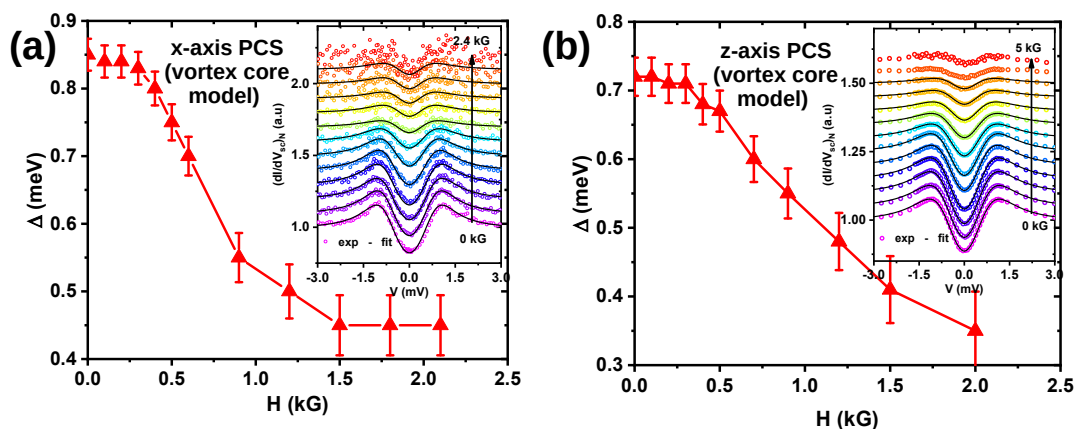 (a)
x-axis PCS
(vortex core
model)
Δ (meV)
0.9
0.8
0.7
0.6
0.5
0.4
0.0 0.5 1.0 1.5 2.0 2.5
H (kG)
(dI/dVsc)N (a.u)
2.0
1.5
1.0
2.4 kG
0 kG
exp - fit
-3.0 -1.5 0.0 1.5 3.0
V (mV)
(b)
z-axis PCS
(vortex core
model)
Δ (meV)
0.8
0.7
0.6
0.5
0.4
0.3
0.0 0.5 1.0 1.5 2.0 2.5
H (kG)
(dI/dVsc)N (a.u)
1.50
1.25
1.00
5 kG
0 kG
exp - fit
-3.0 -1.5 0.0 1.5 3.0
V (mV)